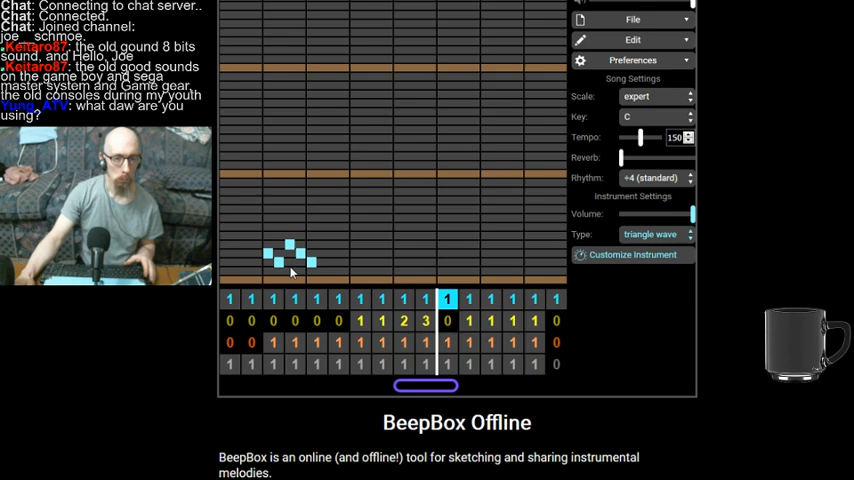 Chat: Connecting to chat server..
Chat: Connected.
Chat: Joined channel:
joe__schmoe.
Keitaro87: the old gound 8 bits
sound, and Hello, Joe
Keitaro87: the old good sounds
on the game boy and sega
master system and Game gear,
the old consoles during my youth
Yung_ATV: what daw are you
using?
File
Edit
Preferences
Song Settings
Scale: expert
Key: C
Tempo: 150
Reverb:
Rhythm: ÷4 (standard)
Instrument Settings
Volume:
Type: triangle wave
Customize Instrument
1 1 1 1 1 1 1 1 1 1 1 1 1 1 1 1
0 0 0 0 0 0 1 1 2 3 0 1 1 1 1 0
0 0 1 1 1 1 1 1 1 1 1 1 1 1 1 0
1 1 1 1 1 1 1 1 1 1 1 1 1 1 1 0
BeepBox Offline
BeepBox is an online (and offline!) tool for sketching and sharing instrumental
melodies.